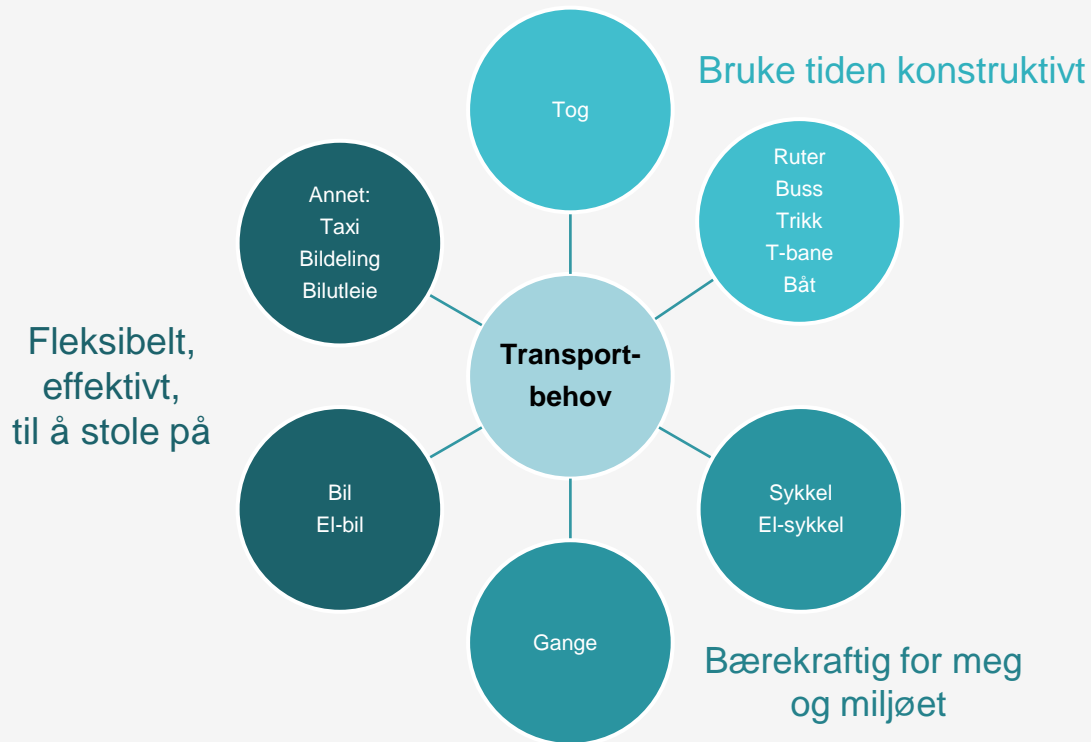 Bruke tiden konstruktivt
Tog
Ruter
Buss
Trikk
T-bane
Båt
Annet:
Taxi
Bildeling
Bilutleie
Transport-
behov
Fleksibelt,
effektivt,
til å stole på
Bil
El-bil
Sykkel
El-sykkel
Gange
Bærekraftig for meg
og miljøet